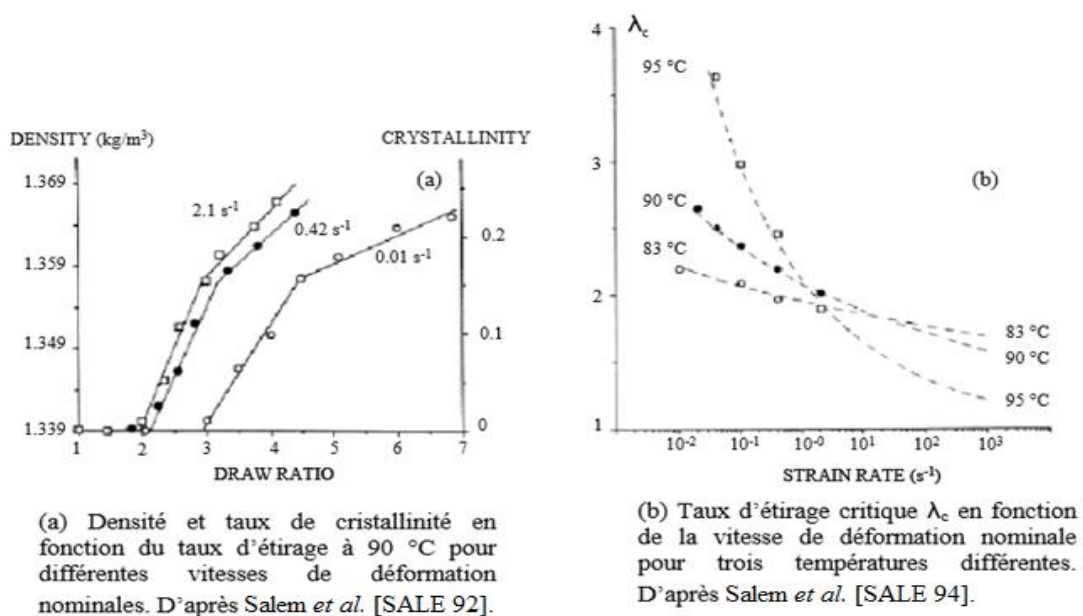 DENSITY (kg/m³)
CRYSTALLINITY
1.369
1.359
1.349
1.339
(a)
2.1 s⁻¹
0.42 s⁻¹
0.01 s⁻¹
0.2
0.1
0
1 2 3 4 5 6 7
DRAW RATIO
(a) Densité et taux de cristallinité en
fonction du taux d'étirage à 90 °C pour
différentes vitesses de déformation
nominales. D'après Salem et al. [SALE 92].
4
λc
95 °C
3
(b)
90 °C
83 °C
2
83 °C
90 °C
95 °C
1
10⁻² 10⁻¹ 10⁻⁰ 10¹ 10² 10³
STRAIN RATE (s⁻¹)
(b) Taux d'étirage critique λc en fonction
de la vitesse de déformation nominale
pour trois températures différentes.
D'après Salem et al. [SALE 94].